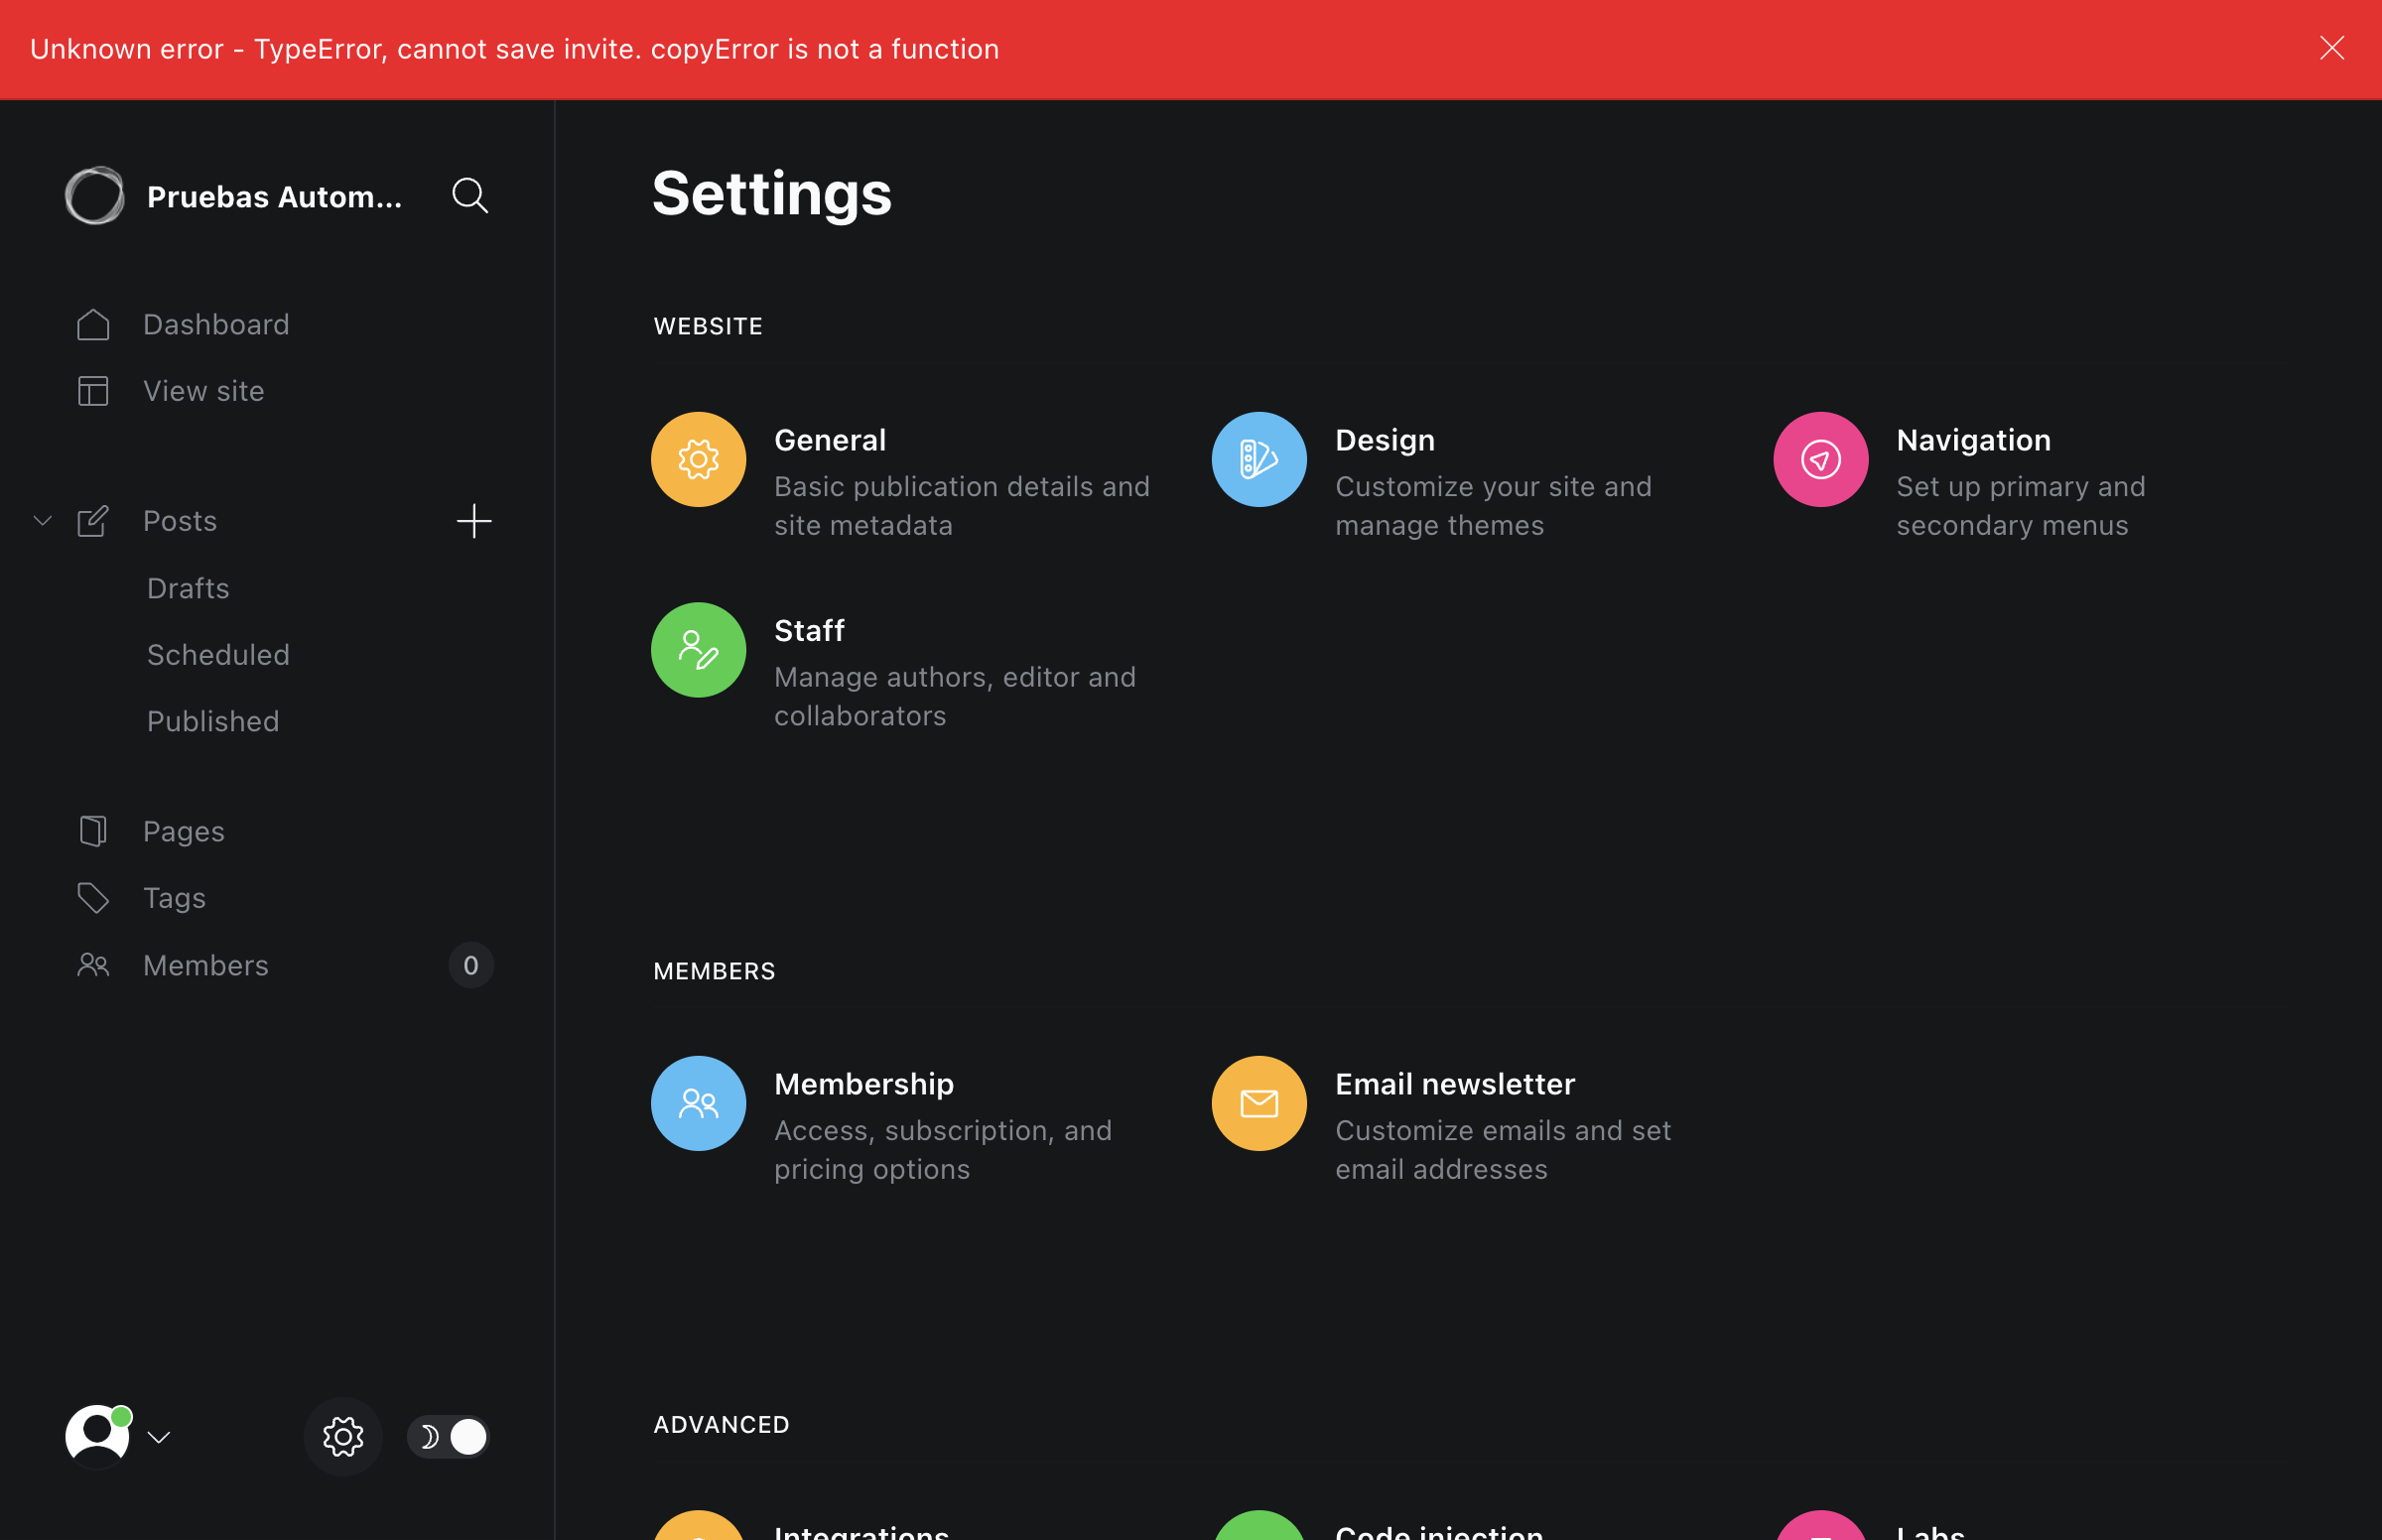 Unknown error - TypeError, cannot save invite. copyError is not a function
Pruebas Autom...
Dashboard
View site
Posts
Drafts
Scheduled
Published
Pages
Tags
Members
0
Settings
WEBSITE
General
Basic publication details and
site metadata
Design
Customize your site and
manage themes
Navigation
Set up primary and
secondary menus
Staff
Manage authors, editor and
collaborators
MEMBERS
Membership
Access, subscription, and
pricing options
Email newsletter
Customize emails and set
email addresses
ADVANCED
Integrations
Code injection
Labs